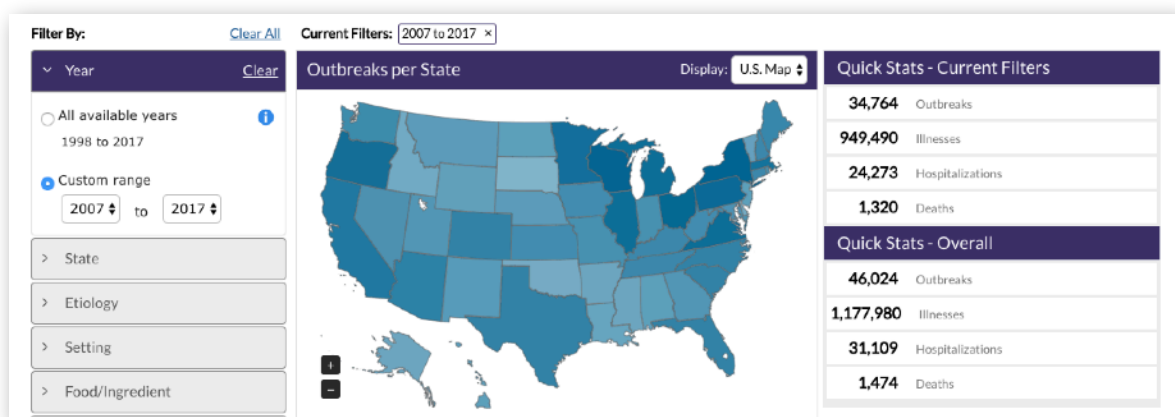 Filter By:
Clear All
Current Filters: 2007 to 2017 ×
Year
Clear
All available years
1998 to 2017
Custom range
2007 to 2017
State
Etiology
Setting
Food/Ingredient
Outbreaks per State
Display: U.S. Map
+
−
Quick Stats - Current Filters
34,764 Outbreaks
949,490 Illnesses
24,273 Hospitalizations
1,320 Deaths
Quick Stats - Overall
46,024 Outbreaks
1,177,980 Illnesses
31,109 Hospitalizations
1,474 Deaths